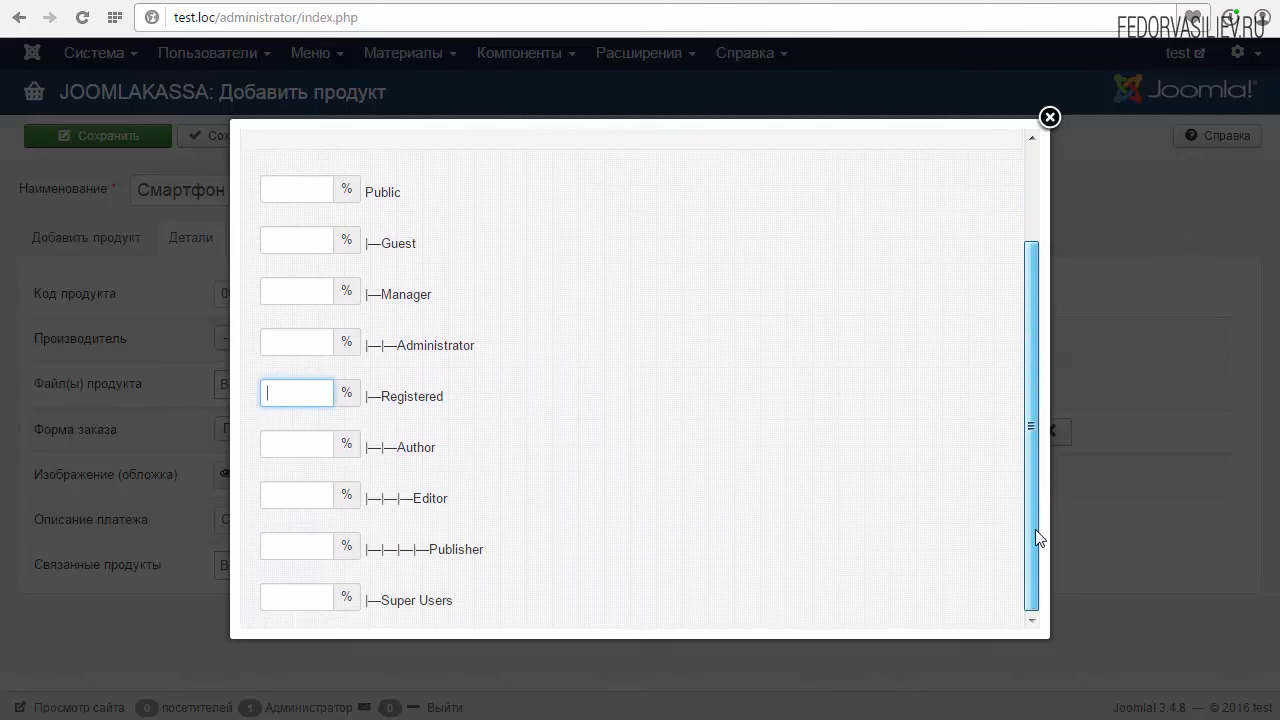 test.loc/administrator/index.php
FEDORVASILIEV.RU
Система Пользователи Меню Материалы Компоненты Расширения Справка test
JOOMLAKASSA: Добавить продукт
Joomla!
Сохранить
Справка
Наименование * Смартфон
Добавить продукт Детали
Код продукта
Производитель
Файл(ы) продукта
Форма заказа
Изображение (обложка)
Описание платежа
Связанные продукты
% Public
% |—Guest
% |—Manager
% |—|—Administrator
% |—Registered
% |—|—Author
% |—|—|—Editor
% |—|—|—|—Publisher
% |—Super Users
Просмотр сайта 0 посетителей 1 Администратор 0 — Выйти
Joomla! 3.4.8 — © 2016 test